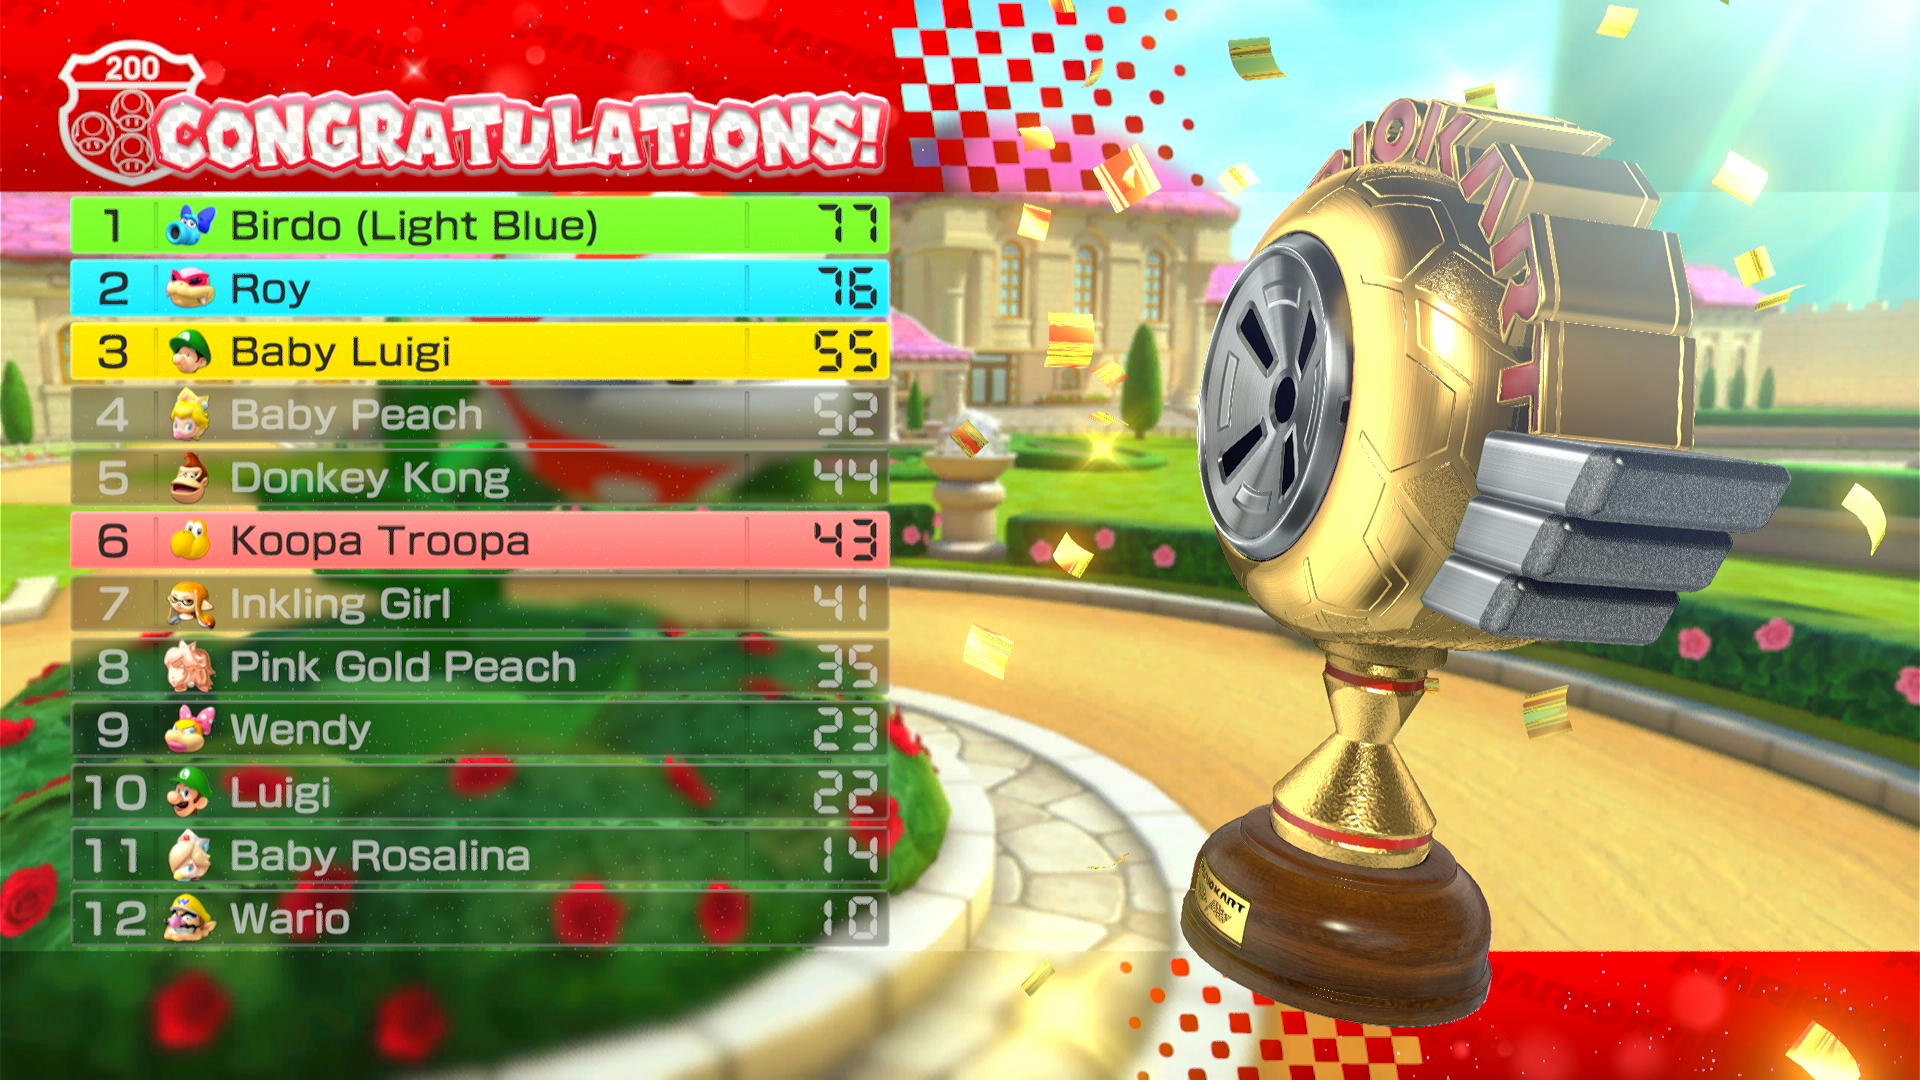 200
CONGRATULATIONS!
1 Birdo (Light Blue) 77
2 Roy 76
3 Baby Luigi 55
4 Baby Peach 52
5 Donkey Kong 44
6 Koopa Troopa 43
7 Inkling Girl 41
8 Pink Gold Peach 35
9 Wendy 23
10 Luigi 22
11 Baby Rosalina 14
12 Wario 10